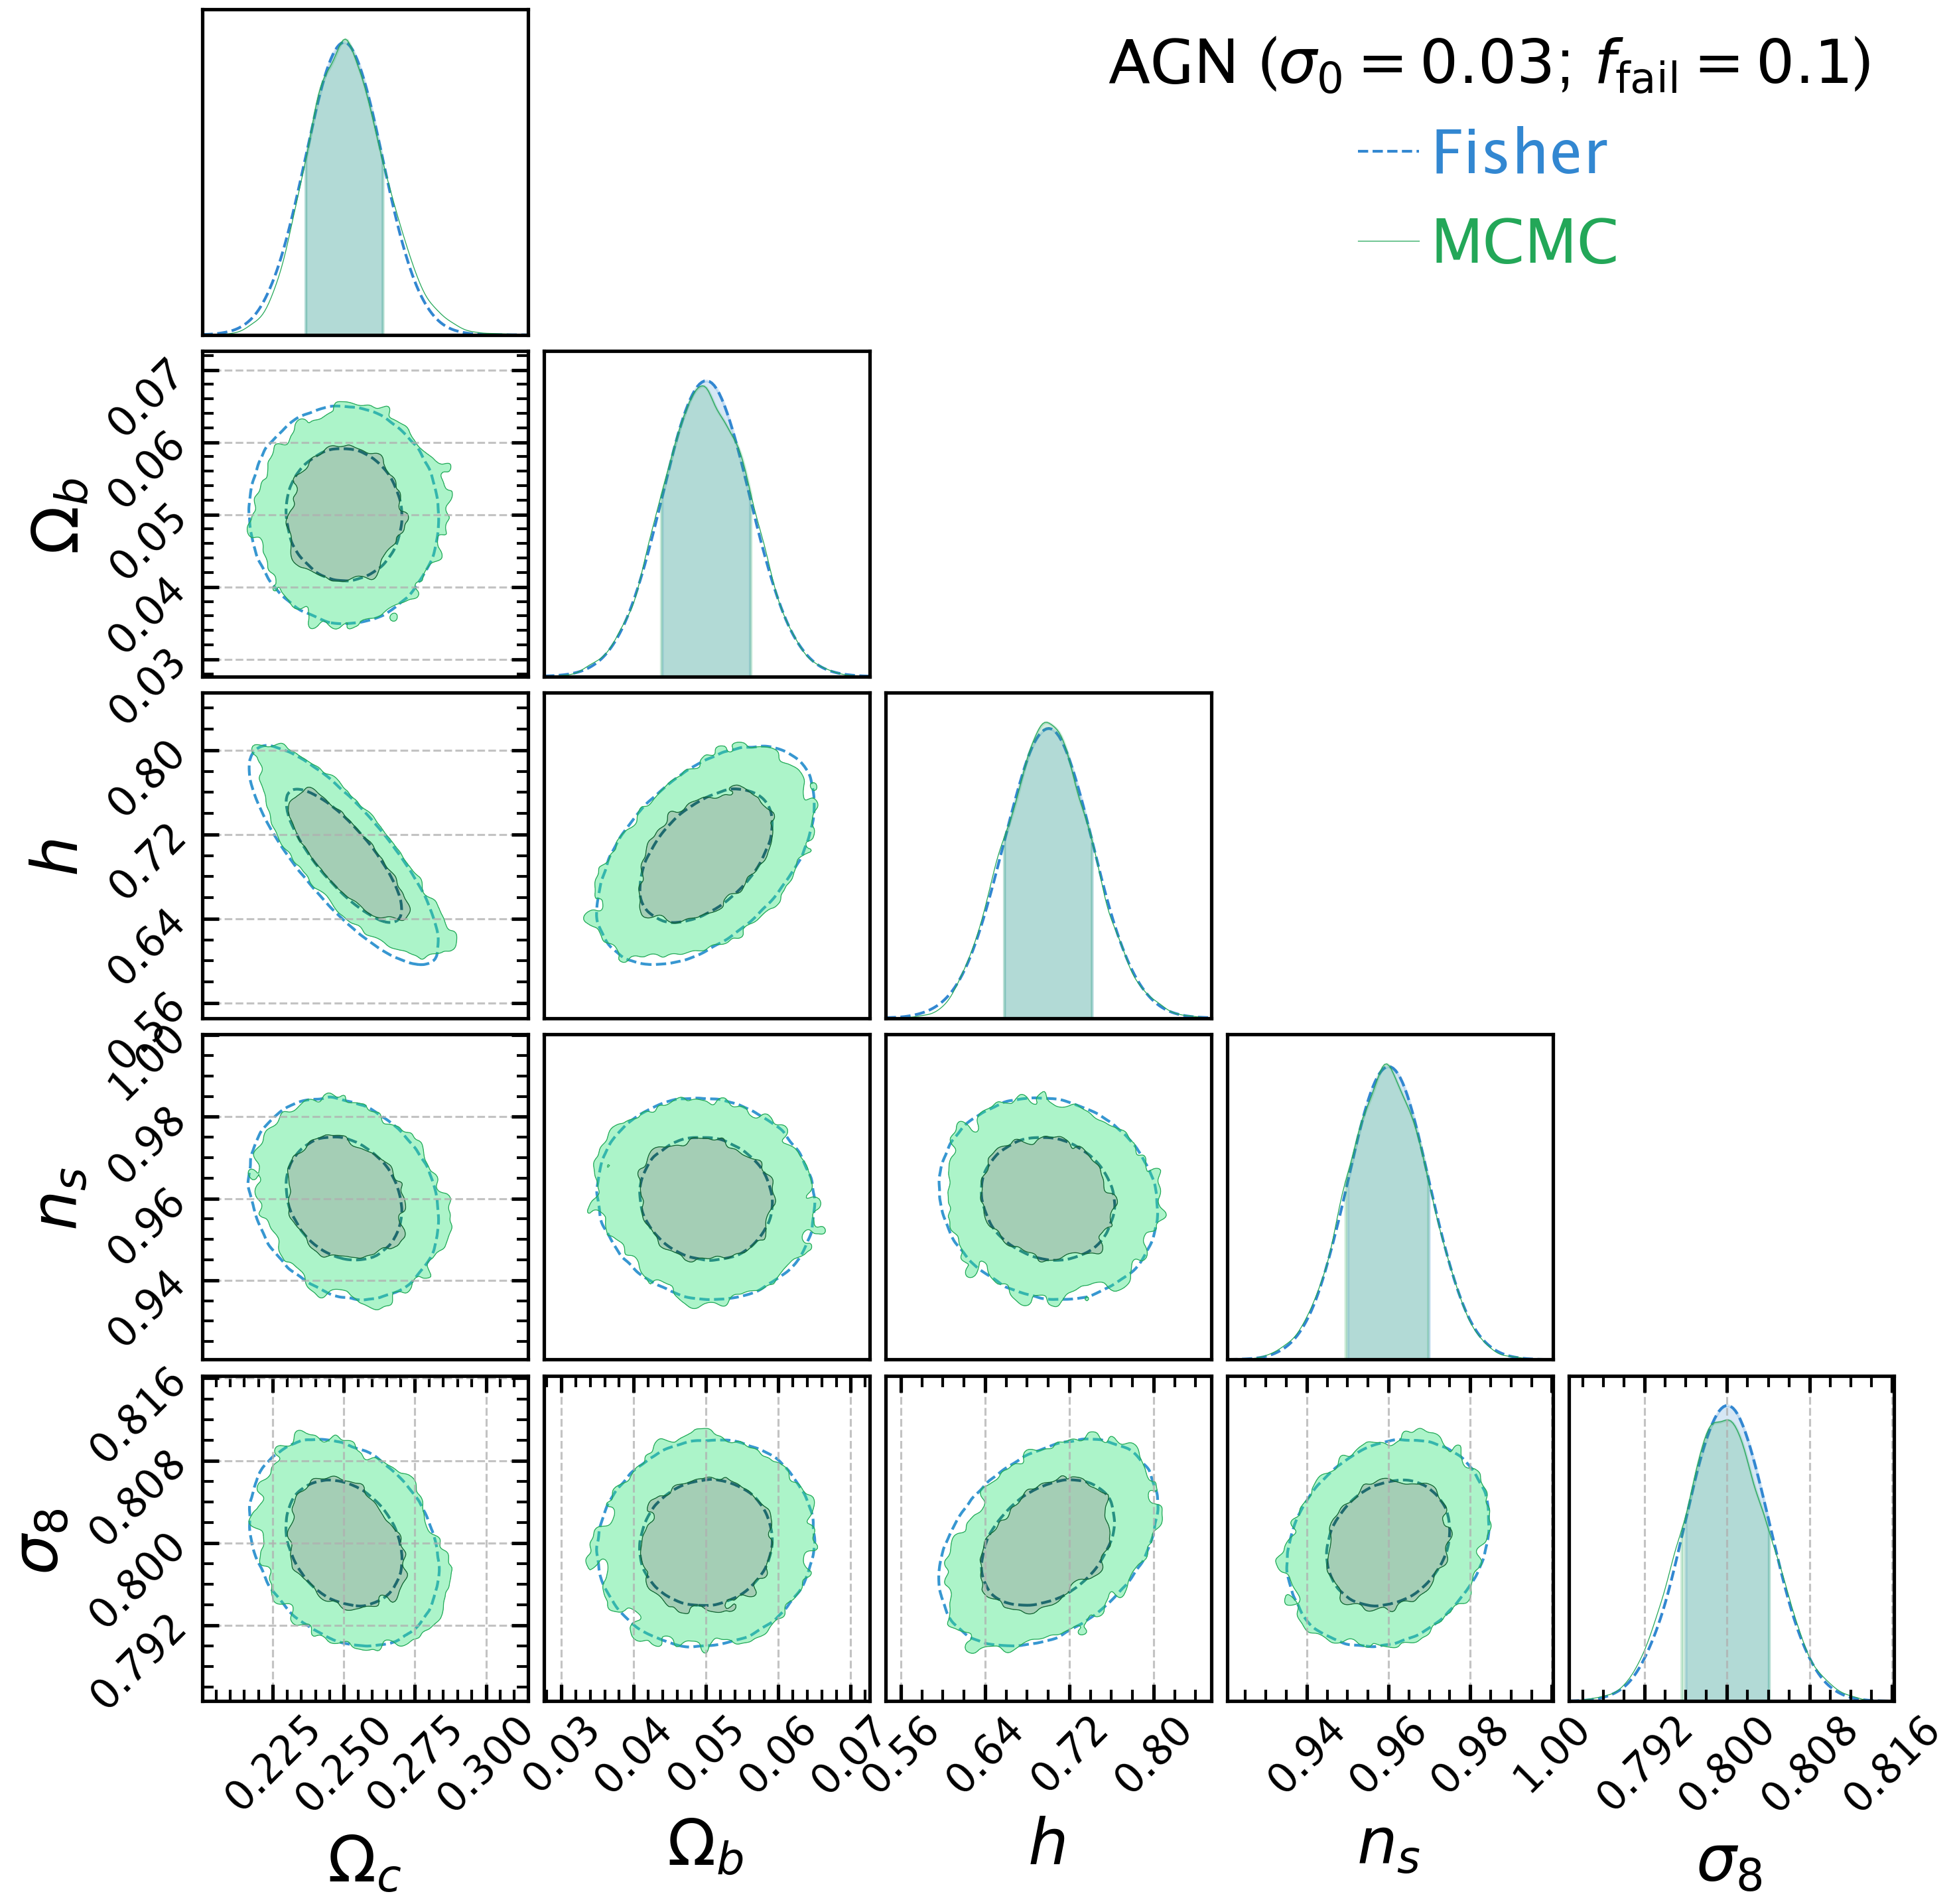 AGN (σ₀ = 0.03; f_fail = 0.1)
Fisher
MCMC
Ω_b
0.07
0.06
0.05
0.04
0.03
h
0.80
0.72
0.64
0.56
n_s
1.00
0.98
0.96
0.94
σ₈
0.816
0.808
0.800
0.792
0.225 0.250 0.275 0.300 0.03 0.04 0.05 0.06 0.07 0.56 0.64 0.72 0.80 0.94 0.96 0.98 1.00 0.792 0.800 0.808 0.816
Ω_c Ω_b h n_s σ₈